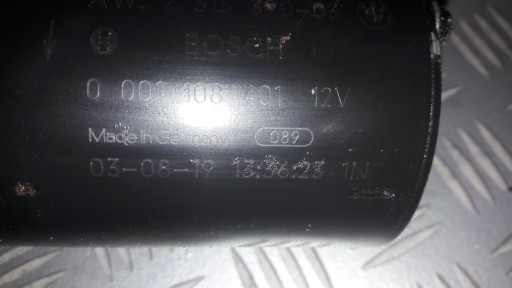 BOSCH
0 001 108 401 12V
Made in Germany 089
03-08-19 13:36:23 1N